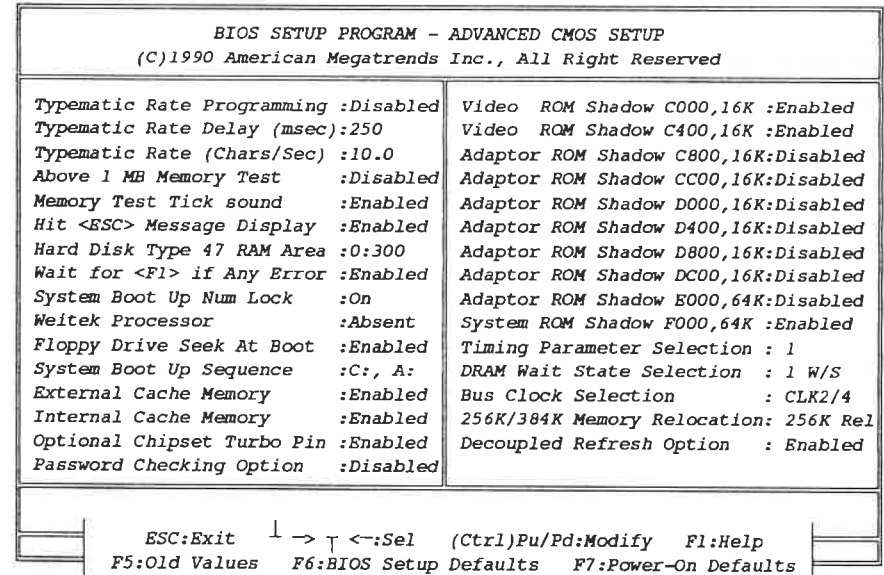 BIOS SETUP PROGRAM - ADVANCED CMOS SETUP
(C)1990 American Megatrends Inc., All Right Reserved
Typematic Rate Programming :Disabled
Typematic Rate Delay (msec):250
Typematic Rate (Chars/Sec) :10.0
Above 1 MB Memory Test :Disabled
Memory Test Tick sound :Enabled
Hit <ESC> Message Display :Enabled
Hard Disk Type 47 RAM Area :0:300
Wait for <F1> if Any Error :Enabled
System Boot Up Num Lock :On
Weitek Processor :Absent
Floppy Drive Seek At Boot :Enabled
System Boot Up Sequence :C:, A:
External Cache Memory :Enabled
Internal Cache Memory :Enabled
Optional Chipset Turbo Pin :Enabled
Password Checking Option :Disabled
Video ROM Shadow C000,16K :Enabled
Video ROM Shadow C400,16K :Enabled
Adaptor ROM Shadow C800,16K:Disabled
Adaptor ROM Shadow CC00,16K:Disabled
Adaptor ROM Shadow D000,16K:Disabled
Adaptor ROM Shadow D400,16K:Disabled
Adaptor ROM Shadow D800,16K:Disabled
Adaptor ROM Shadow DC00,16K:Disabled
Adaptor ROM Shadow E000,64K:Disabled
System ROM Shadow F000,64K :Enabled
Timing Parameter Selection : 1
DRAM Wait State Selection : 1 W/S
Bus Clock Selection : CLK2/4
256K/384K Memory Relocation: 256K Rel
Decoupled Refresh Option : Enabled
ESC:Exit ┴ -> ┬ <-:Sel (Ctrl)Pu/Pd:Modify F1:Help
F5:Old Values F6:BIOS Setup Defaults F7:Power-On Defaults